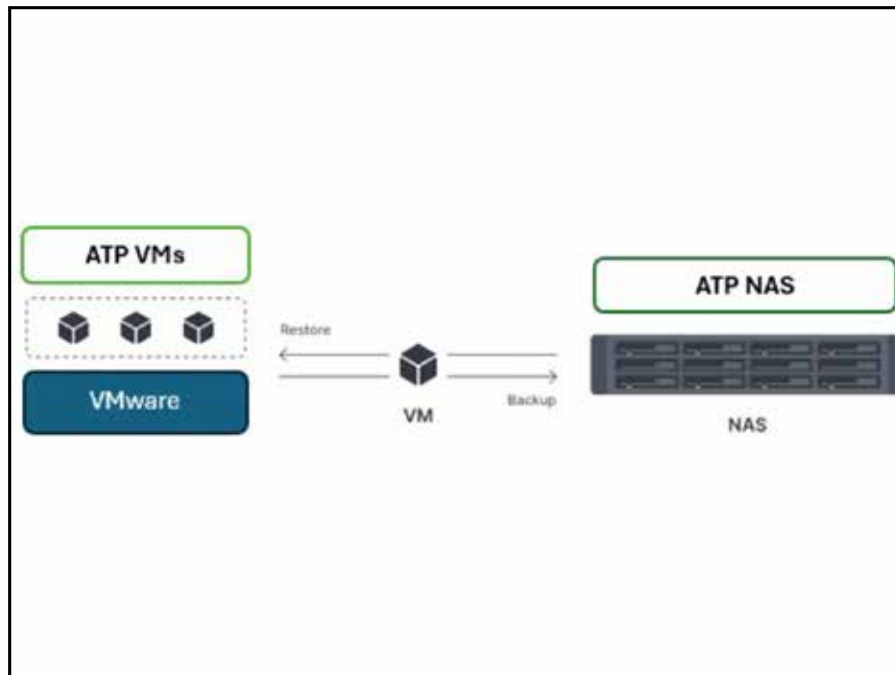 ATP VMs
VMware
Restore
Backup
VM
ATP NAS
NAS